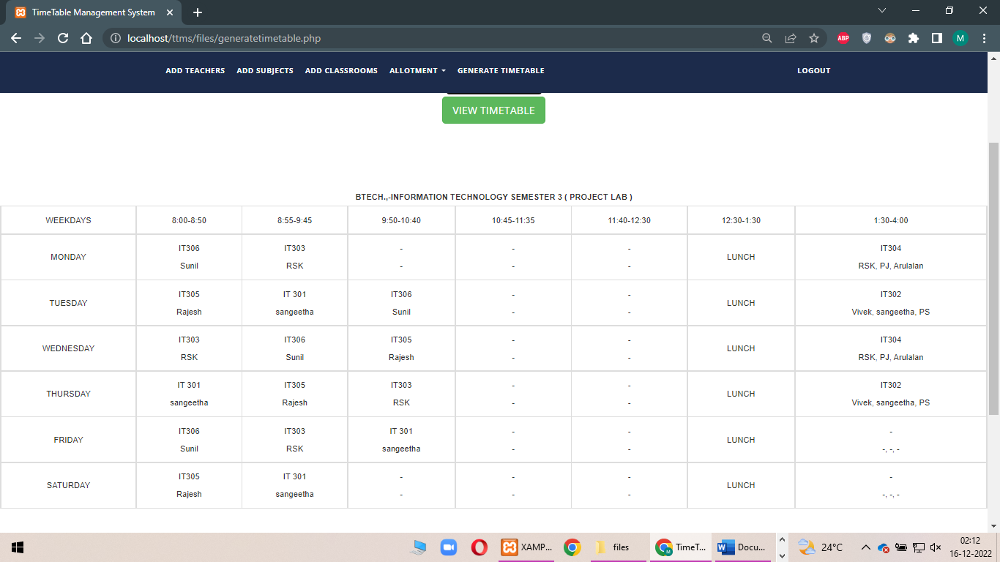 TimeTable Management System
localhost/ttms/files/generatetimetable.php
ABP
M
ADD TEACHERS ADD SUBJECTS ADD CLASSROOMS ALLOTMENT GENERATE TIMETABLE LOGOUT
VIEW TIMETABLE
BTECH.,-INFORMATION TECHNOLOGY SEMESTER 3 ( PROJECT LAB )
WEEKDAYS 8:00-8:50 8:55-9:45 9:50-10:40 10:45-11:35 11:40-12:30 12:30-1:30 1:30-4:00
IT306 IT303 - - - IT304
MONDAY LUNCH
Sunil RSK - - - RSK, PJ, Arulalan
IT305 IT 301 IT306 - - IT302
TUESDAY LUNCH
Rajesh sangeetha Sunil - - Vivek, sangeetha, PS
IT303 IT306 IT305 - - IT304
WEDNESDAY LUNCH
RSK Sunil Rajesh - - RSK, PJ, Arulalan
IT 301 IT305 IT303 - - IT302
THURSDAY LUNCH
sangeetha Rajesh RSK - - Vivek, sangeetha, PS
IT306 IT303 IT 301 - - -
FRIDAY LUNCH
Sunil RSK sangeetha - - -, -, -
IT305 IT 301 - - - -
SATURDAY LUNCH
Rajesh sangeetha - - - -, -, -
XAMP... files TimeT... Docu... 24°C 02:12
16-12-2022